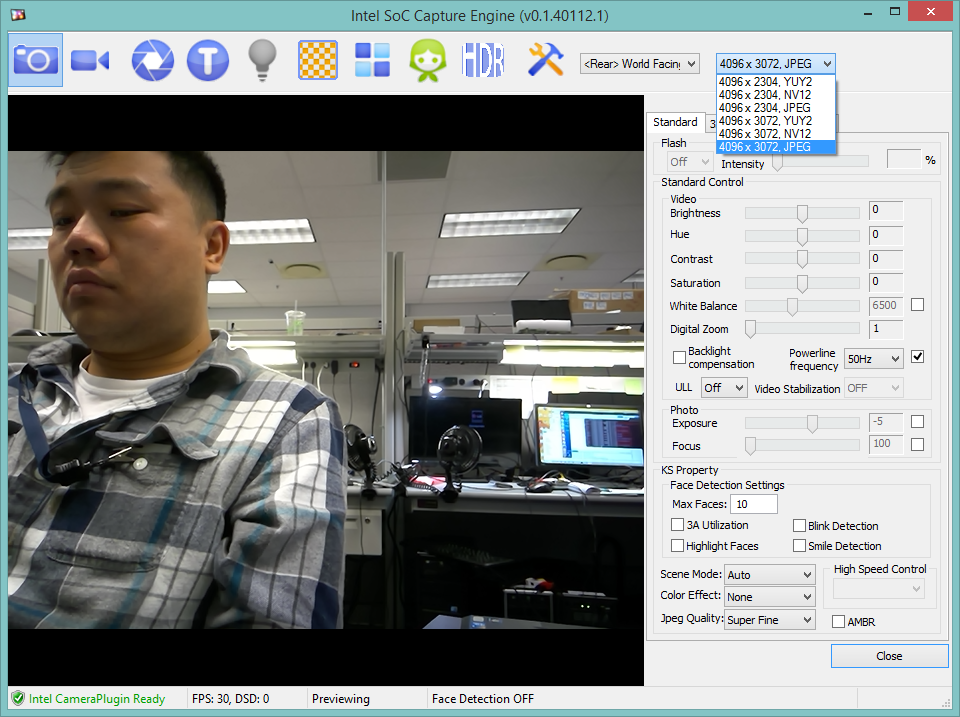 Intel SoC Capture Engine (v0.1.40112.1)
T
HDR
<Rear> World Facing
4096 x 3072, JPEG
4096 x 2304, YUY2
4096 x 2304, NV12
4096 x 2304, JPEG
4096 x 3072, YUY2
4096 x 3072, NV12
4096 x 3072, JPEG
Standard
3
Flash
Off
Intensity
%
Standard Control
Video
Brightness
0
Hue
0
Contrast
0
Saturation
0
White Balance
6500
Digital Zoom
1
Backlight
compensation
Powerline
frequency
50Hz
ULL
Off
Video Stabilization
OFF
Photo
Exposure
-5
Focus
100
KS Property
Face Detection Settings
Max Faces:
10
3A Utilization
Blink Detection
Highlight Faces
Smile Detection
Scene Mode:
Auto
High Speed Control
Color Effect:
None
Jpeg Quality:
Super Fine
AMBR
Close
Intel CameraPlugin Ready
FPS: 30, DSD: 0
Previewing
Face Detection OFF